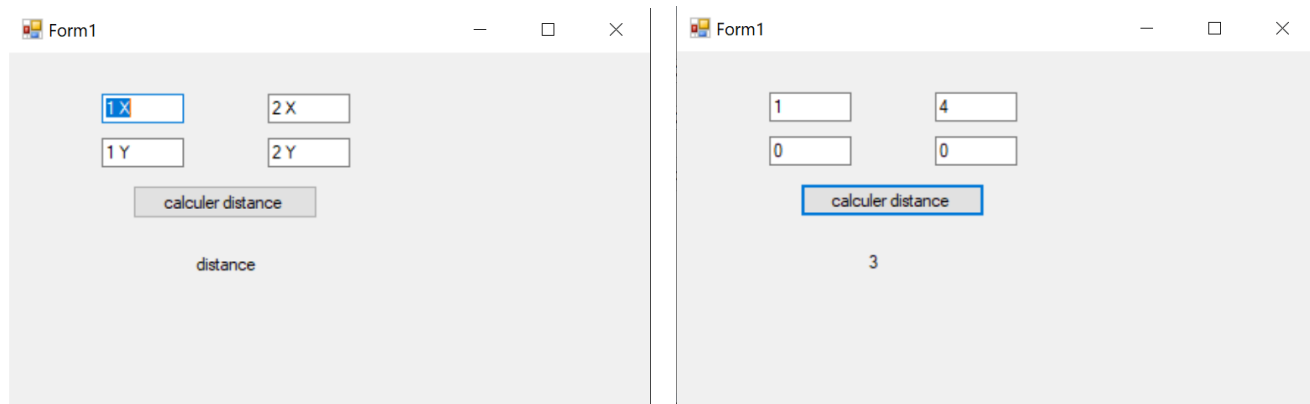 Form1
1 X
2 X
1 Y
2 Y
calculer distance
distance
Form1
1
4
0
0
calculer distance
3